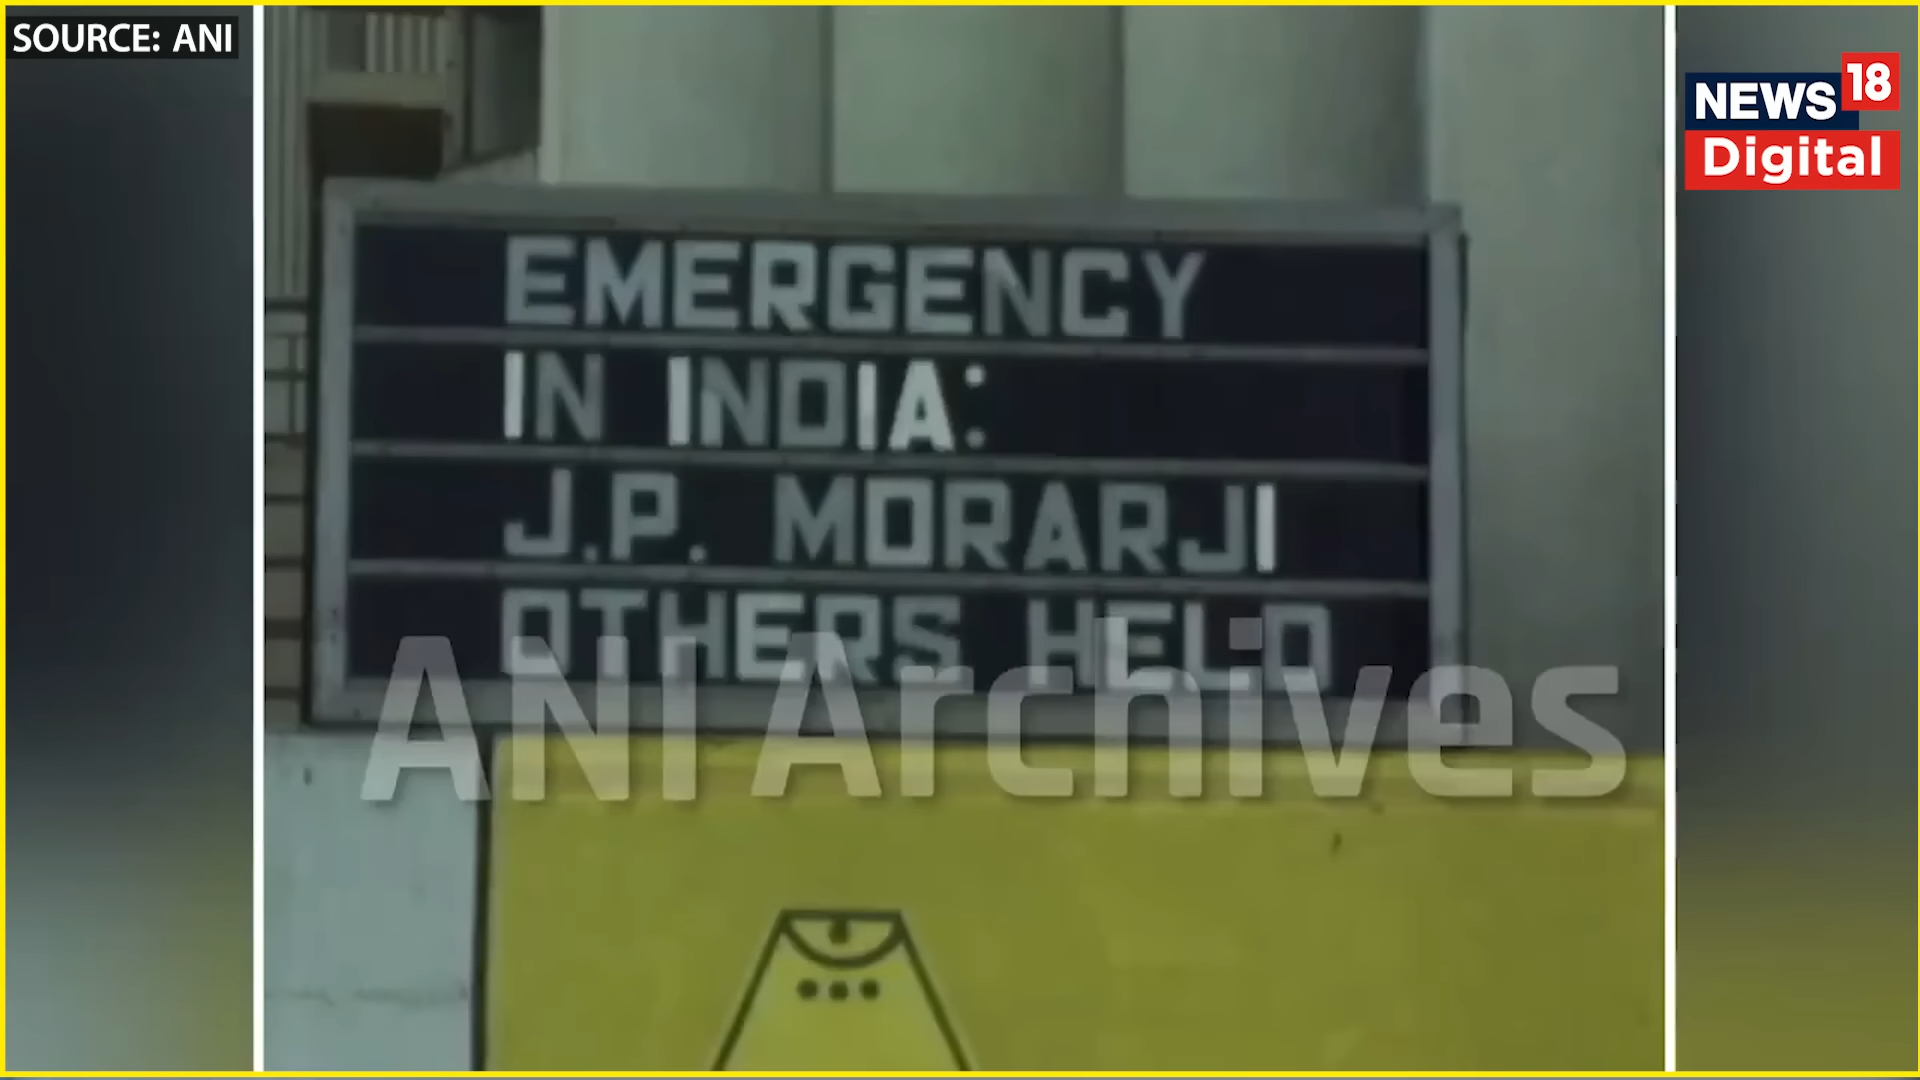 SOURCE: ANI
NEWS 18
Digital
EMERGENCY
IN INDIA:
J.P. MORARJI
OTHERS HELD
ANI Archives